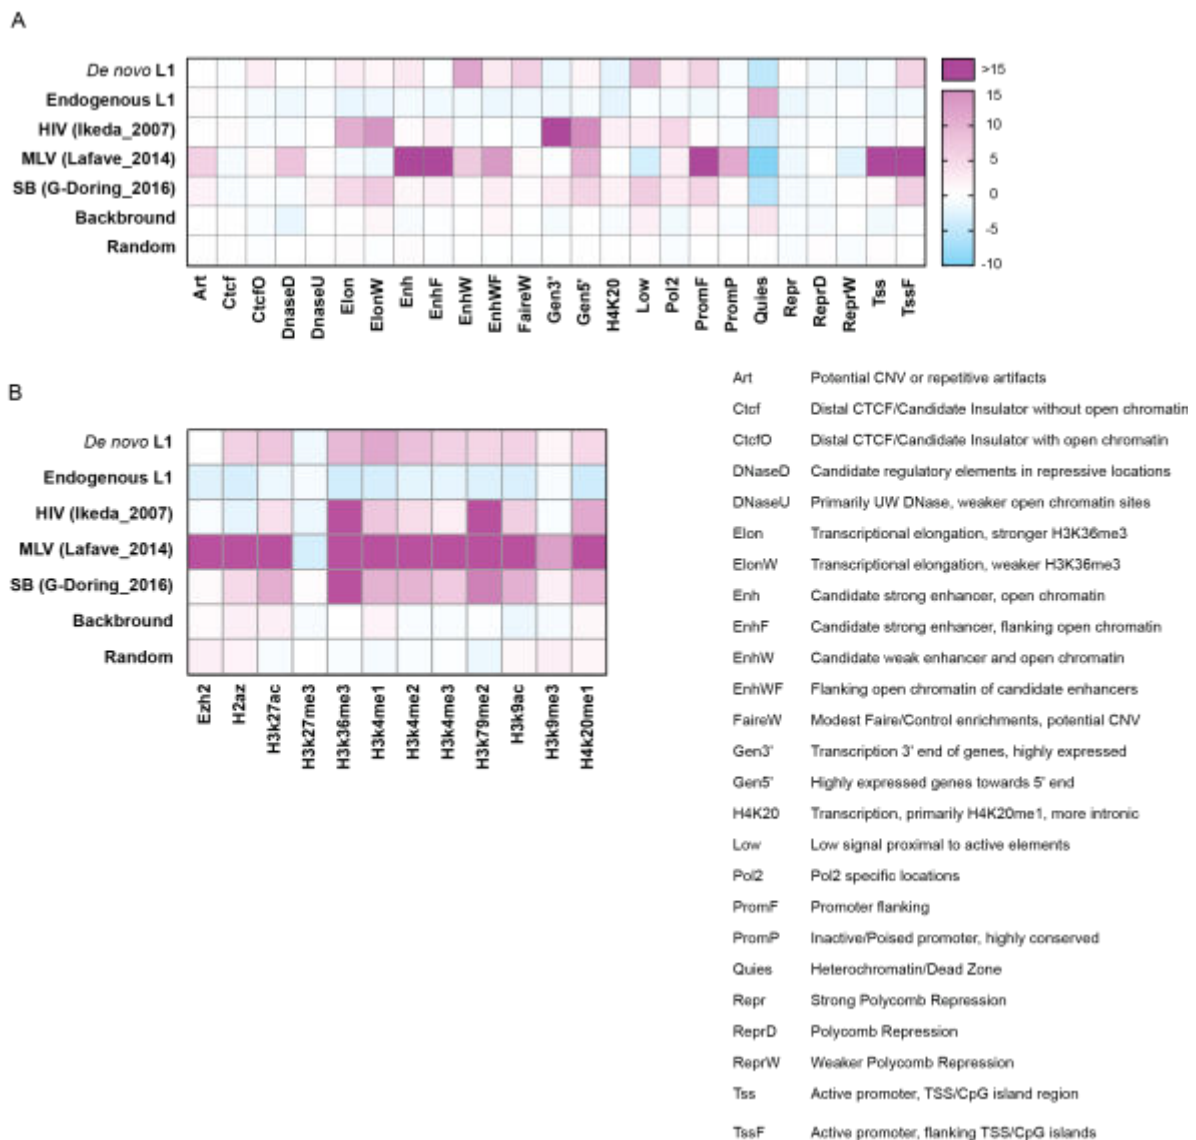 A
De novo L1
Endogenous L1
HIV (Ikeda_2007)
MLV (Lafave_2014)
SB (G-Doring_2016)
Backbround
Random
>15
15
10
5
0
-5
-10
Art
Ctcf
CtcfO
DnaseD
DnaseU
Elon
ElonW
Enh
EnhF
EnhW
EnhWF
FaireW
Gen3'
Gen5'
H4K20
Low
Pol2
PromF
PromP
Quies
Repr
ReprD
ReprW
Tss
TssF
B
De novo L1
Endogenous L1
HIV (Ikeda_2007)
MLV (Lafave_2014)
SB (G-Doring_2016)
Backbround
Random
Ezh2
H2az
H3k27ac
H3k27me3
H3k36me3
H3k4me1
H3k4me2
H3k4me3
H3k79me2
H3k9ac
H3k9me3
H4k20me1
Art Potential CNV or repetitive artifacts
Ctcf Distal CTCF/Candidate Insulator without open chromatin
CtcfO Distal CTCF/Candidate Insulator with open chromatin
DNaseD Candidate regulatory elements in repressive locations
DNaseU Primarily UW DNase, weaker open chromatin sites
Elon Transcriptional elongation, stronger H3K36me3
ElonW Transcriptional elongation, weaker H3K36me3
Enh Candidate strong enhancer, open chromatin
EnhF Candidate strong enhancer, flanking open chromatin
EnhW Candidate weak enhancer and open chromatin
EnhWF Flanking open chromatin of candidate enhancers
FaireW Modest Faire/Control enrichments, potential CNV
Gen3' Transcription 3' end of genes, highly expressed
Gen5' Highly expressed genes towards 5' end
H4K20 Transcription, primarily H4K20me1, more intronic
Low Low signal proximal to active elements
Pol2 Pol2 specific locations
PromF Promoter flanking
PromP Inactive/Poised promoter, highly conserved
Quies Heterochromatin/Dead Zone
Repr Strong Polycomb Repression
ReprD Polycomb Repression
ReprW Weaker Polycomb Repression
Tss Active promoter, TSS/CpG island region
TssF Active promoter, flanking TSS/CpG islands